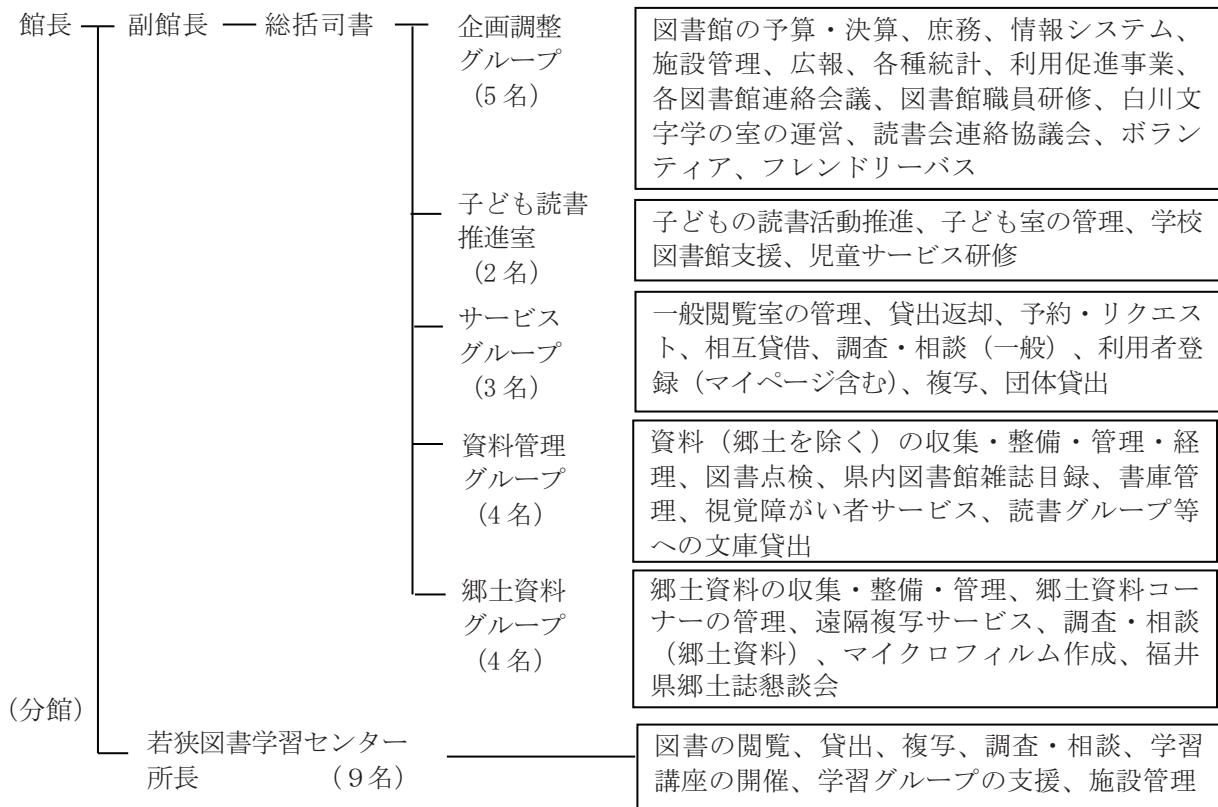 館長
副館長
総括司書
企画調整
グループ
（5名）
図書館の予算・決算、庶務、情報システム、
施設管理、広報、各種統計、利用促進事業、
各図書館連絡会議、図書館職員研修、白川文
字学の室の運営、読書会連絡協議会、ボラン
ティア、フレンドリーバス
子ども読書
推進室
（2名）
子どもの読書活動推進、子ども室の管理、学校
図書館支援、児童サービス研修
サービス
グループ
（3名）
一般閲覧室の管理、貸出返却、予約・リクエス
ト、相互貸借、調査・相談（一般）、利用者登
録（マイページ含む）、複写、団体貸出
資料管理
グループ
（4名）
資料（郷土を除く）の収集・整備・管理・経
理、図書点検、県内図書館雑誌目録、書庫管
理、視覚障がい者サービス、読書グループ等
への文庫貸出
郷土資料
グループ
（4名）
郷土資料の収集・整備・管理、郷土資料コー
ナーの管理、遠隔複写サービス、調査・相談
（郷土資料）、マイクロフィルム作成、福井
県郷土誌懇談会
（分館）
若狭図書学習センター
所長　（９名）
図書の閲覧、貸出、複写、調査・相談、学習
講座の開催、学習グループの支援、施設管理